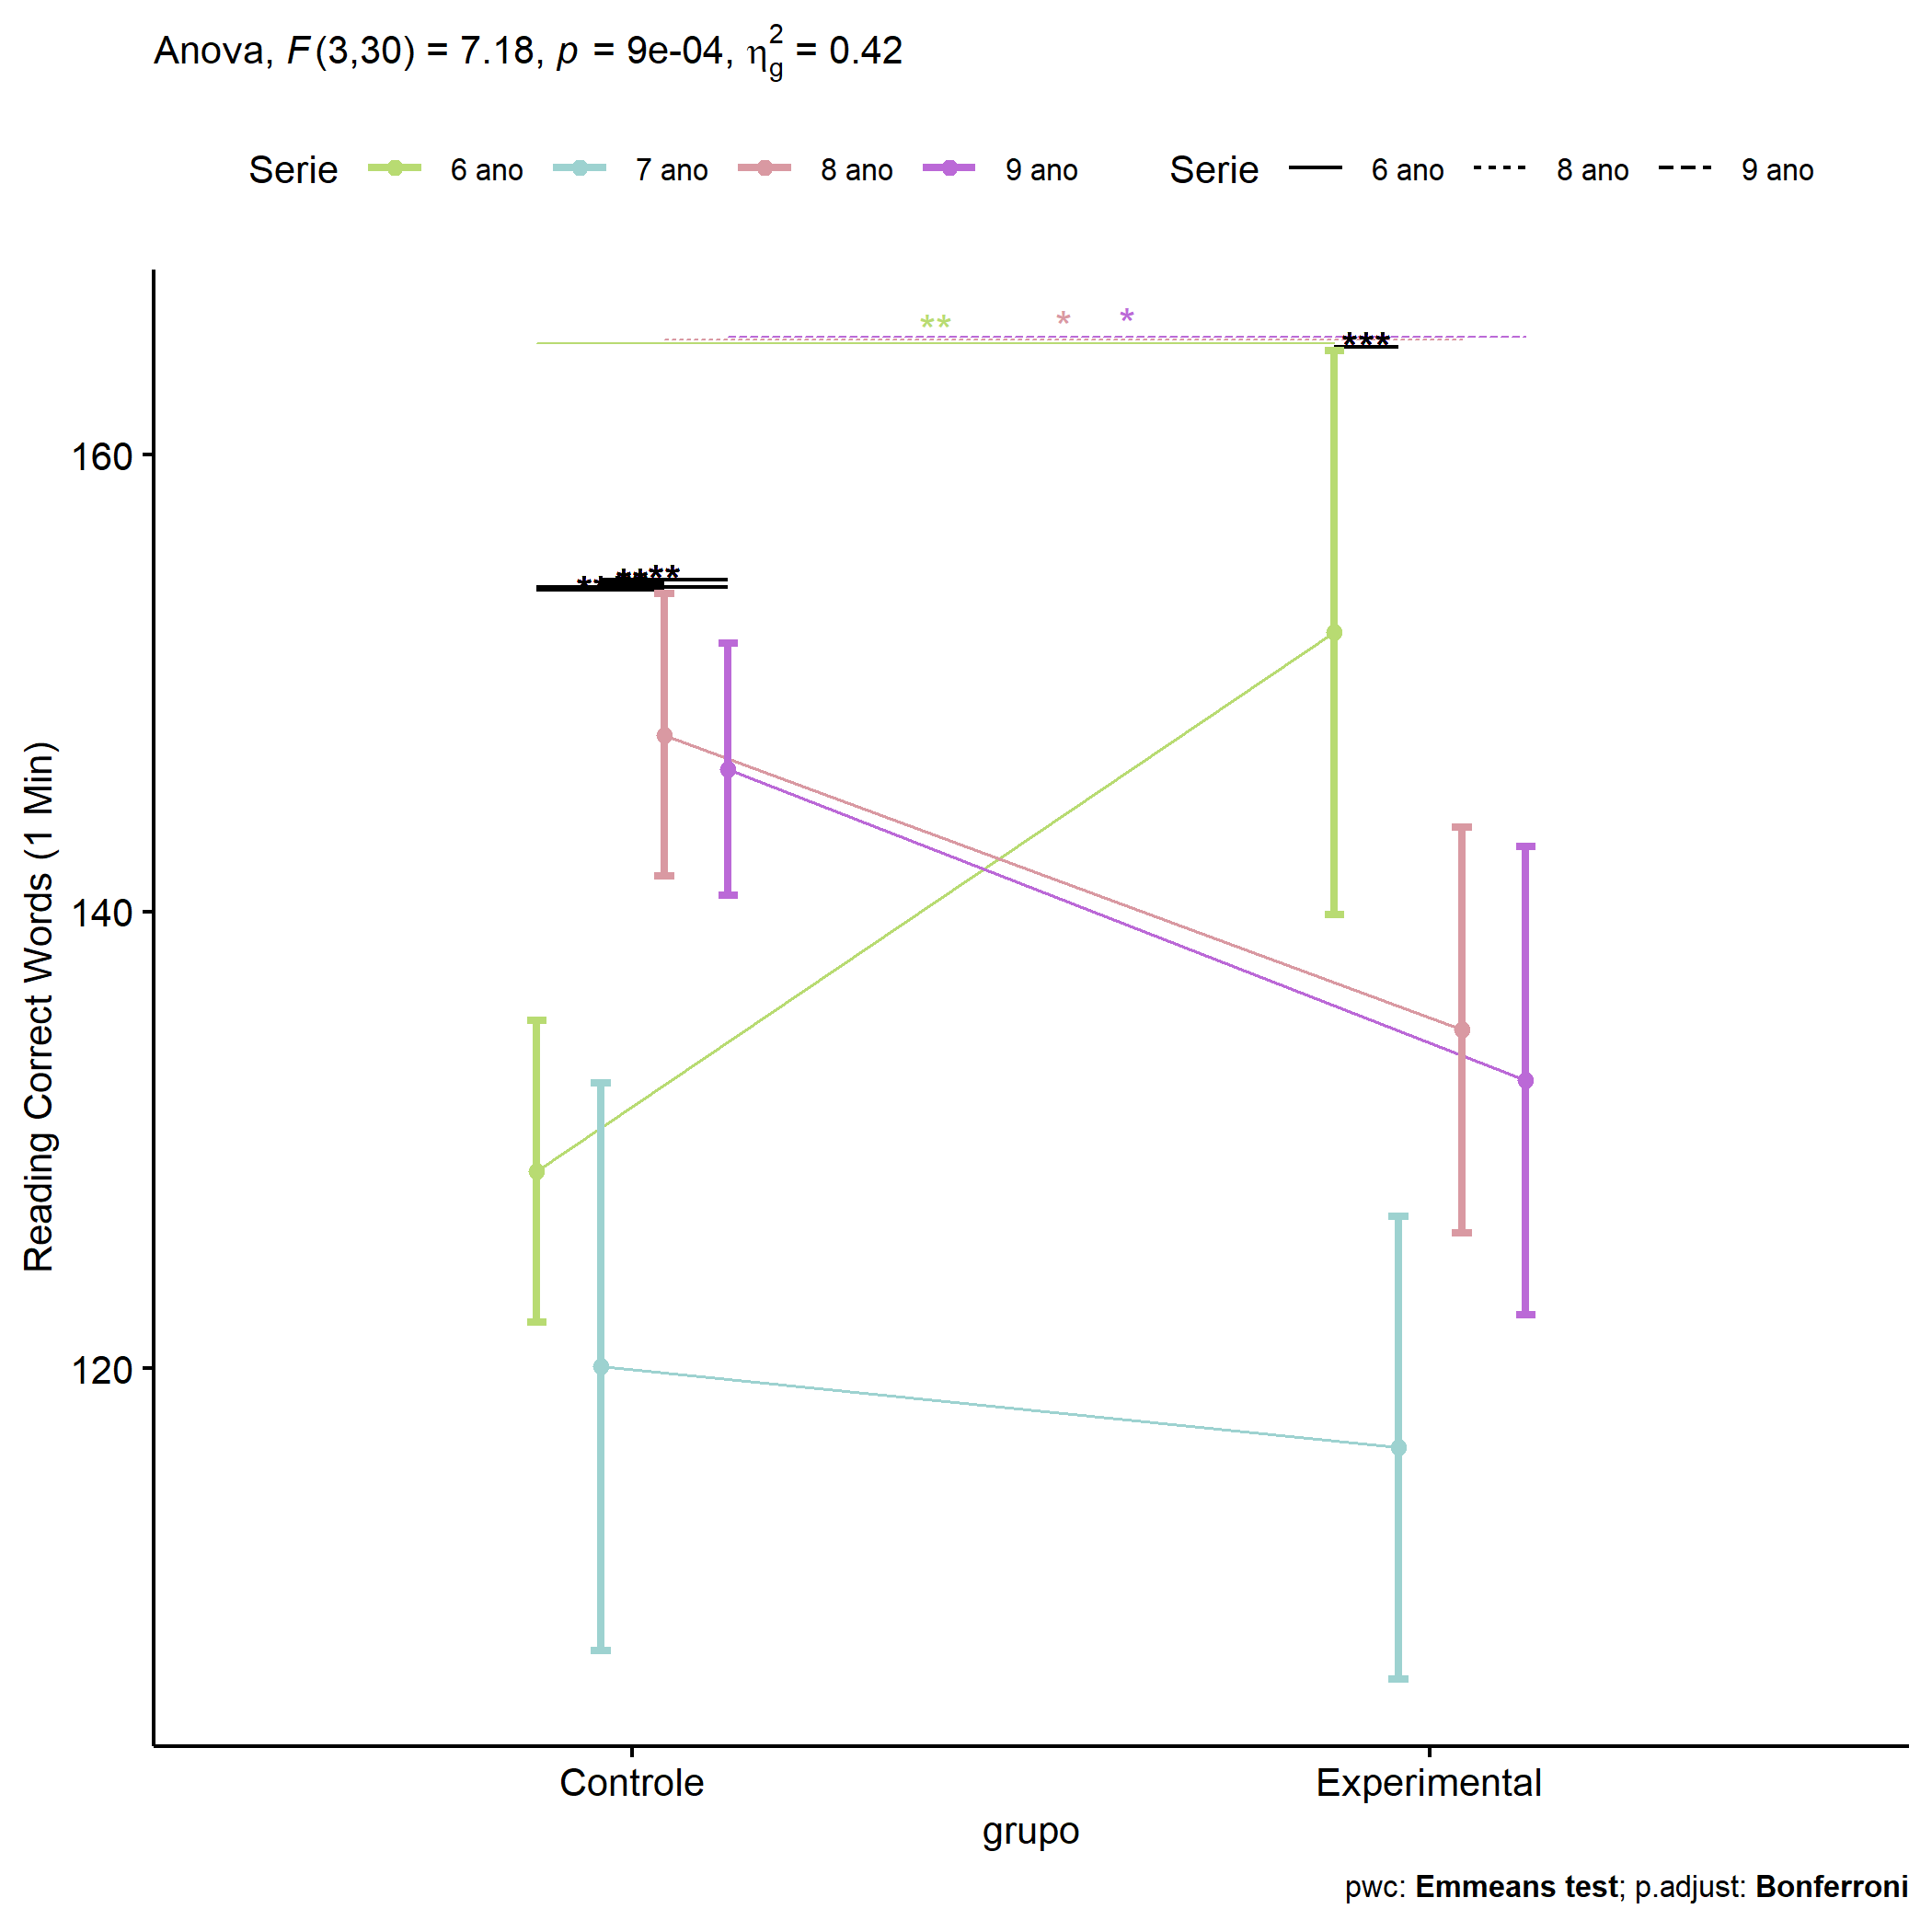 Anova, F(3,30) = 7.18, p = 9e-04, η²g = 0.42
Serie 6 ano 7 ano 8 ano 9 ano Serie 6 ano 8 ano 9 ano
** * *
***
160
140
120
Reading Correct Words (1 Min)
Controle Experimental
grupo
pwc: Emmeans test; p.adjust: Bonferroni